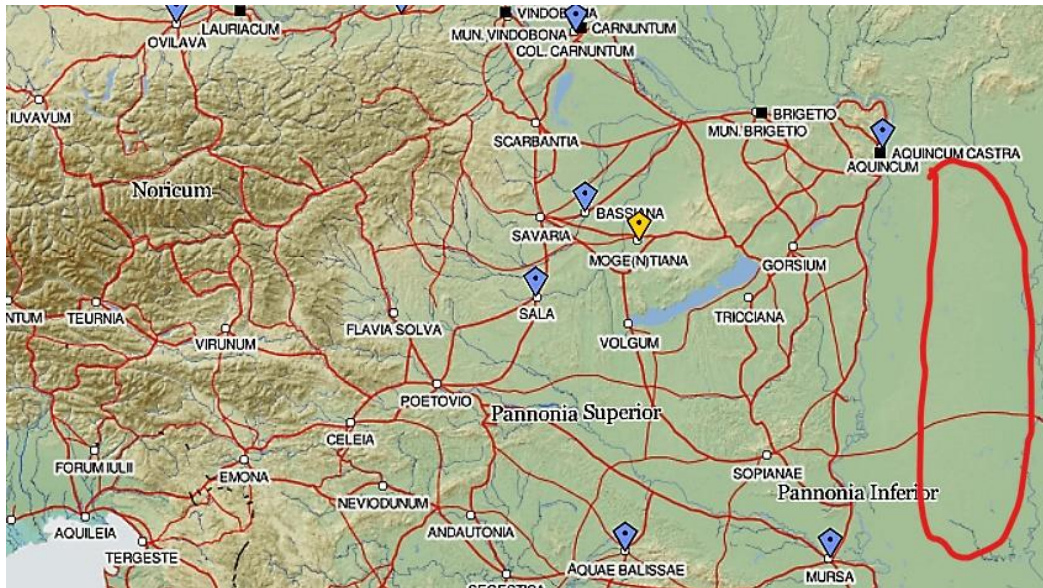 VINDOBONA
LAURIACUM
OVILAVA
MUN. VINDOBONA
CARNUNTUM
COL. CARNUNTUM
IUVAVUM
BRIGETIO
MUN. BRIGETIO
SCARBANTIA
AQUINCUM CASTRA
AQUINCUM
Noricum
BASSIANA
SAVARIA
MOGE(N)TIANA
GORSIUM
SALA
TEURNIA
NTUM
FLAVIA SOLVA
TRICCIANA
VIRUNUM
VOLGUM
POETOVIO
Pannonia Superior
CELEIA
FORUM IULII
EMONA
SOPIANAE
NEVIODUNUM
Pannonia Inferior
AQUILEIA
ANDAUTONIA
TERGESTE
AQUAE BALISSAE
MURSA